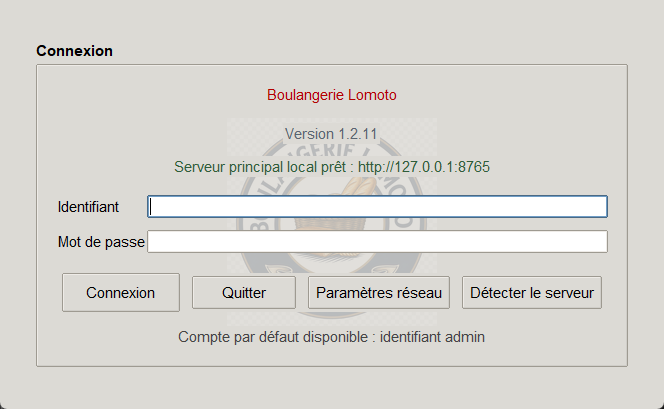 Connexion
Boulangerie Lomoto
Version 1.2.11
Serveur principal local prêt : http://127.0.0.1:8765
Identifiant
Mot de passe
Connexion Quitter Paramètres réseau Détecter le serveur
Compte par défaut disponible : identifiant admin